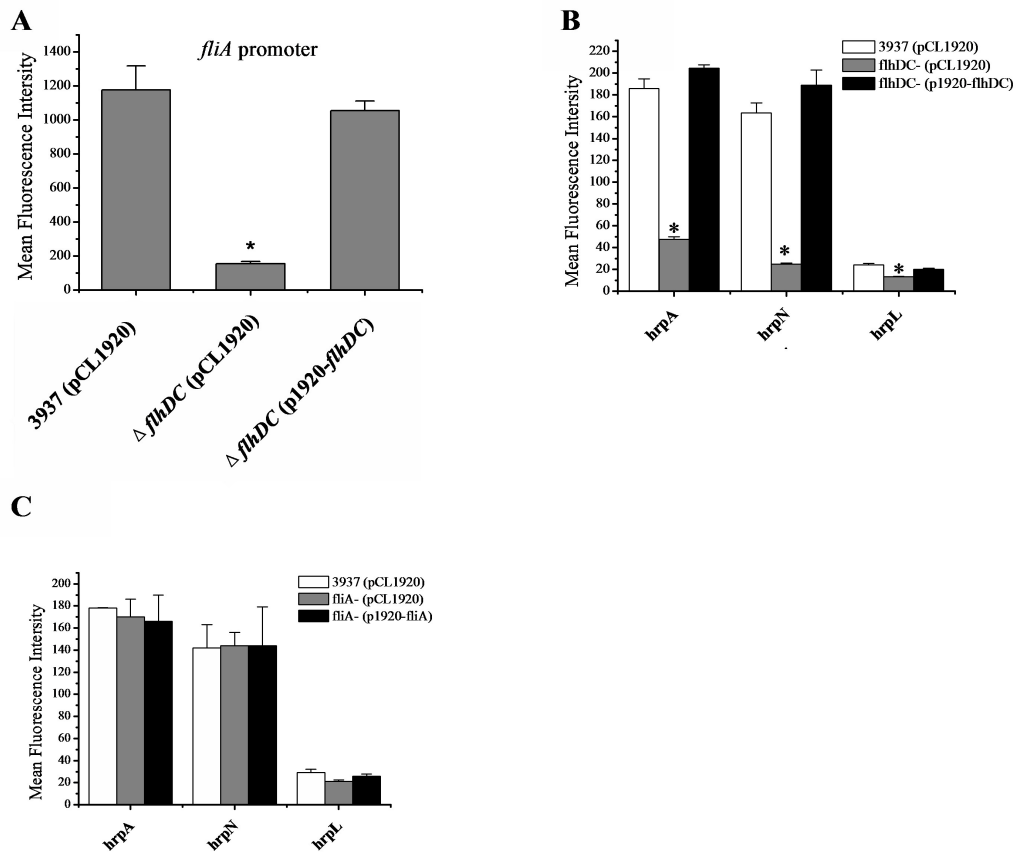 A
fliA promoter
Mean Fluorescence Intersity
1400
1200
1000
800
600
400
200
0
*
3937 (pCL1920)
Δ flhDC (pCL1920)
Δ flhDC (p1920-flhDC)
B
3937 (pCL1920)
flhDC- (pCL1920)
flhDC- (p1920-flhDC)
Mean Fluorescence Intersity
220
200
180
160
140
120
100
80
60
40
20
0
*
*
*
hrpA
hrpN
hrpL
C
3937 (pCL1920)
fliA- (pCL1920)
fliA- (p1920-fliA)
Mean Fluorescence Intersity
200
180
160
140
120
100
80
60
40
20
0
hrpA
hrpN
hrpL